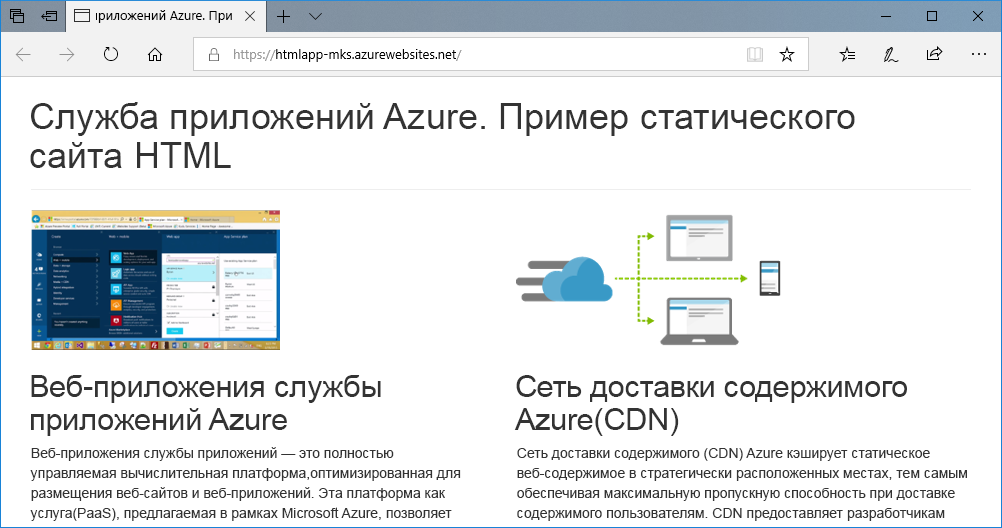 приложений Azure. При
https://htmlapp-mks.azurewebsites.net/
Служба приложений Azure. Пример статического
сайта HTML
Веб-приложения службы
приложений Azure
Веб-приложения службы приложений — это полностью
управляемая вычислительная платформа,оптимизированная для
размещения веб-сайтов и веб-приложений. Эта платформа как
услуга(PaaS), предлагаемая в рамках Microsoft Azure, позволяет
Сеть доставки содержимого
Azure(CDN)
Сеть доставки содержимого (CDN) Azure кэширует статическое
веб-содержимое в стратегически расположенных местах, тем самым
обеспечивая максимальную пропускную способность при доставке
содержимого пользователям. CDN предоставляет разработчикам